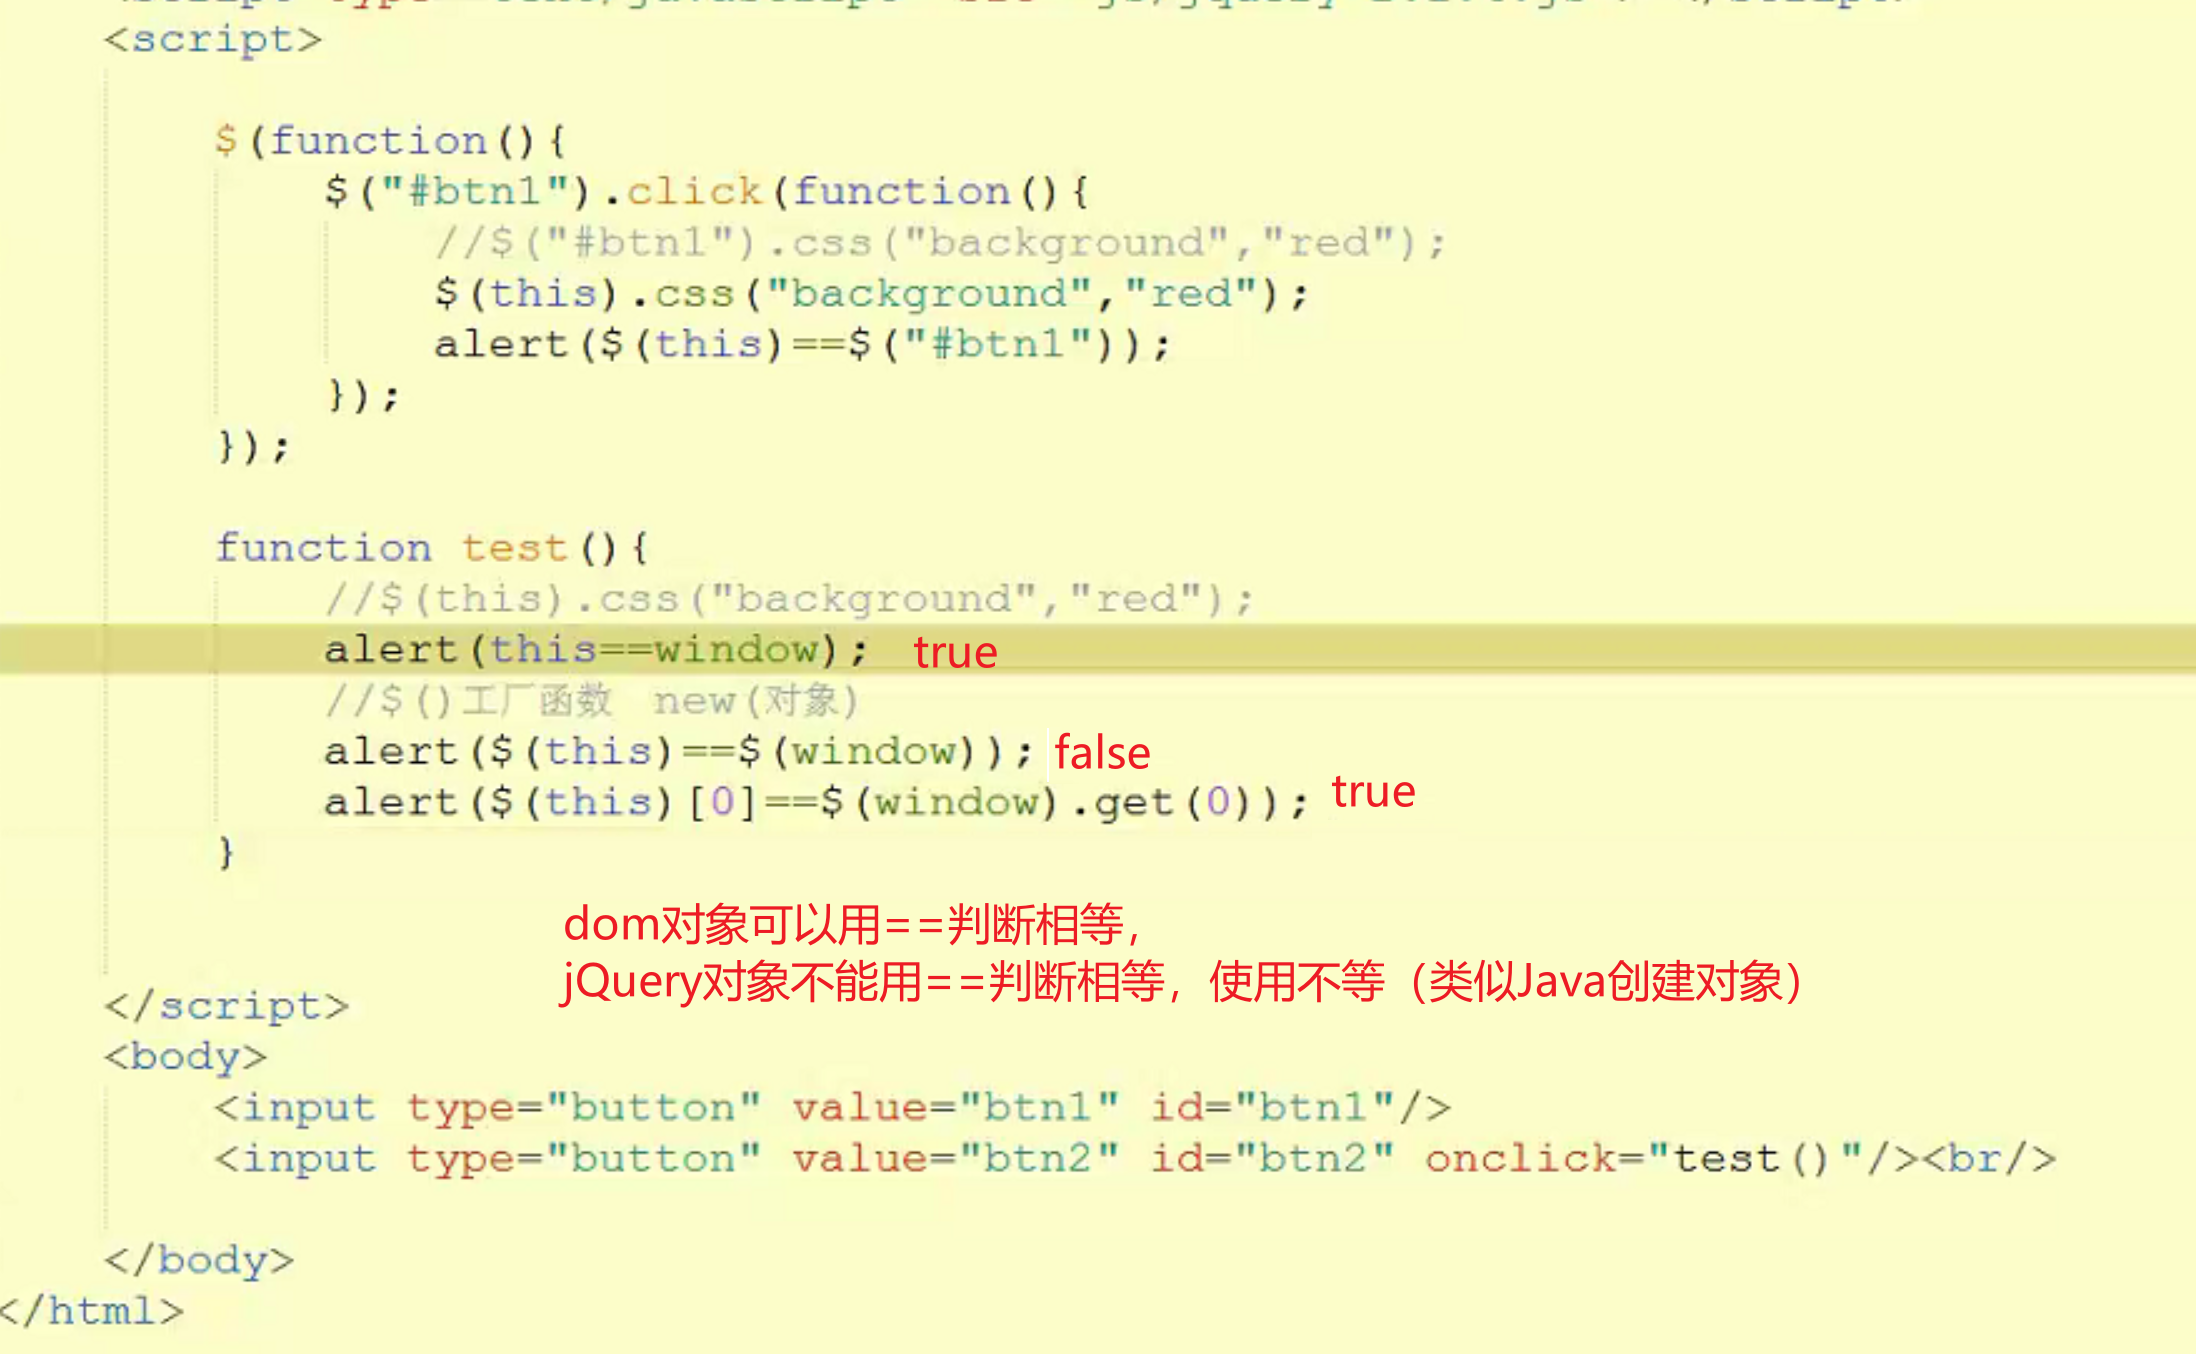 <script>
$(function(){
$("#btn1").click(function(){
//$("#btn1").css("background","red");
$(this).css("background","red");
alert($(this)==$("#btn1"));
});
});
function test(){
//$(this).css("background","red");
alert(this==window); true
//$()工厂函数 new(对象)
alert($(this)==$(window)); false
alert($(this)[0]==$(window).get(0)); true
}
dom对象可以用==判断相等，
jQuery对象不能用==判断相等，使用不等（类似Java创建对象）
</script>
<body>
<input type="button" value="btn1" id="btn1"/>
<input type="button" value="btn2" id="btn2" onclick="test()"/><br/>
</body>
</html>